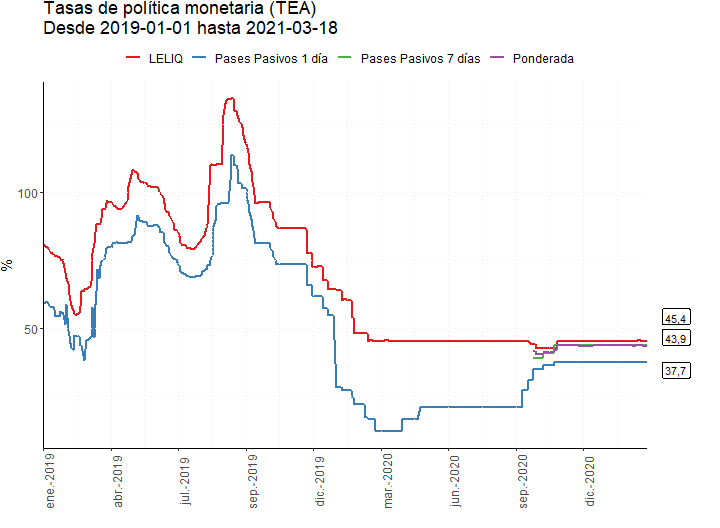 Tasas de política monetaria (TEA)
Desde 2019-01-01 hasta 2021-03-18
LELIQ Pases Pasivos 1 día Pases Pasivos 7 días Ponderada
%
100
50
45,4
43,9
37,7
ene.-2019
abr.-2019
jul.-2019
sep.-2019
dic.-2019
mar.-2020
jun.-2020
sep.-2020
dic.-2020